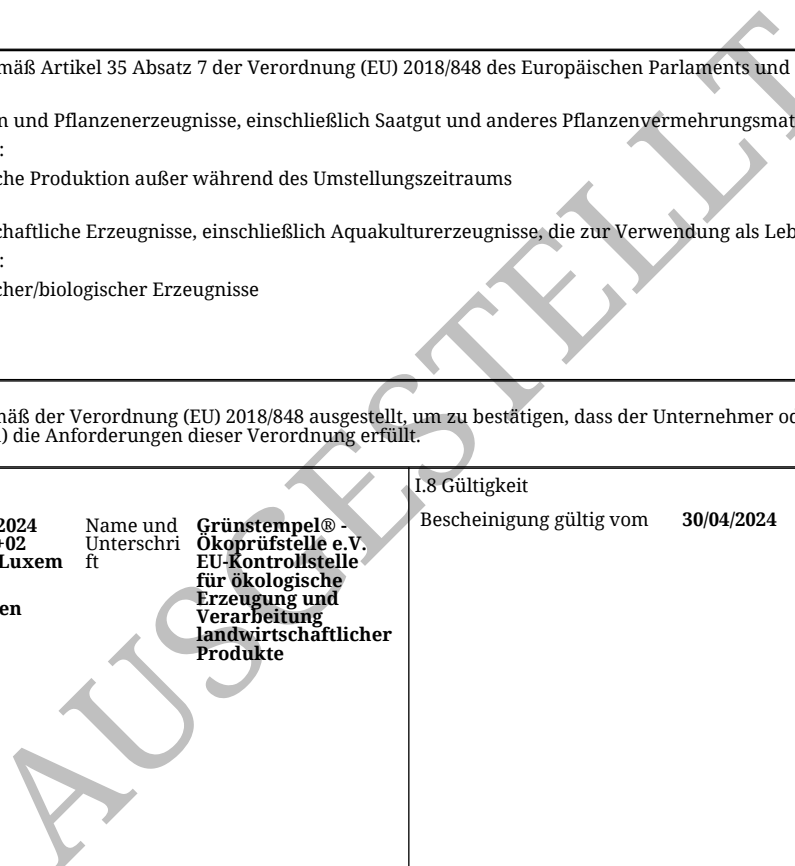 mäß Artikel 35 Absatz 7 der Verordnung (EU) 2018/848 des Europäischen Parlaments und
n und Pflanzenerzeugnisse, einschließlich Saatgut und anderes Pflanzenvermehrungsmat
:
che Produktion außer während des Umstellungszeitraums
chaftliche Erzeugnisse, einschließlich Aquakulturerzeugnisse, die zur Verwendung als Leb
:
cher/biologischer Erzeugnisse
näß der Verordnung (EU) 2018/848 ausgestellt, um zu bestätigen, dass der Unternehmer od
) die Anforderungen dieser Verordnung erfüllt.
2024
+02
Luxem
en
Name und
Unterschri
ft
Grünstempel® -
Ökoprüfstelle e.V.
EU-Kontrollstelle
für ökologische
Erzeugung und
Verarbeitung
landwirtschaftlicher
Produkte
I.8 Gültigkeit
Bescheinigung gültig vom 30/04/2024
AUSGESTELLT